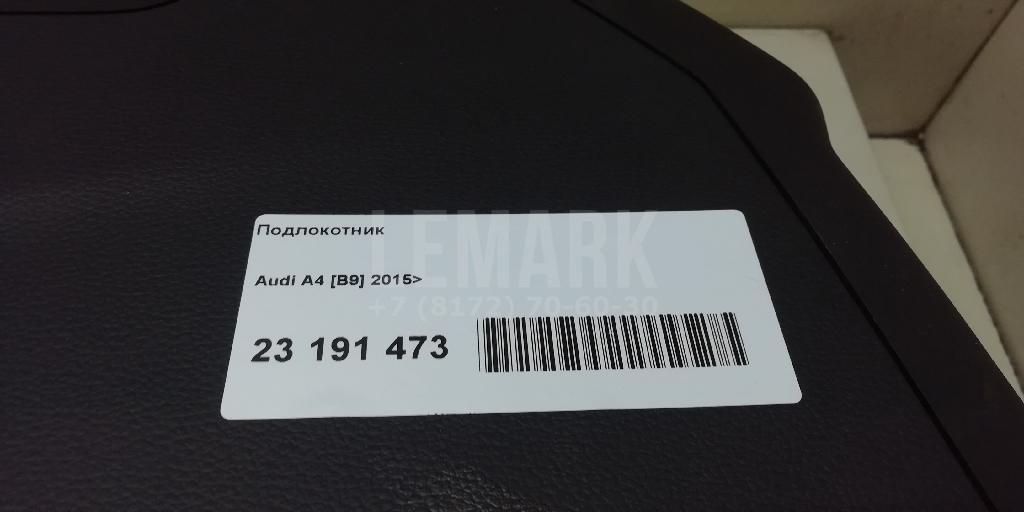 Подлокотник
LEMARK
Audi A4 [B9] 2015>
+7 (8172) 70-60-30
23 191 473